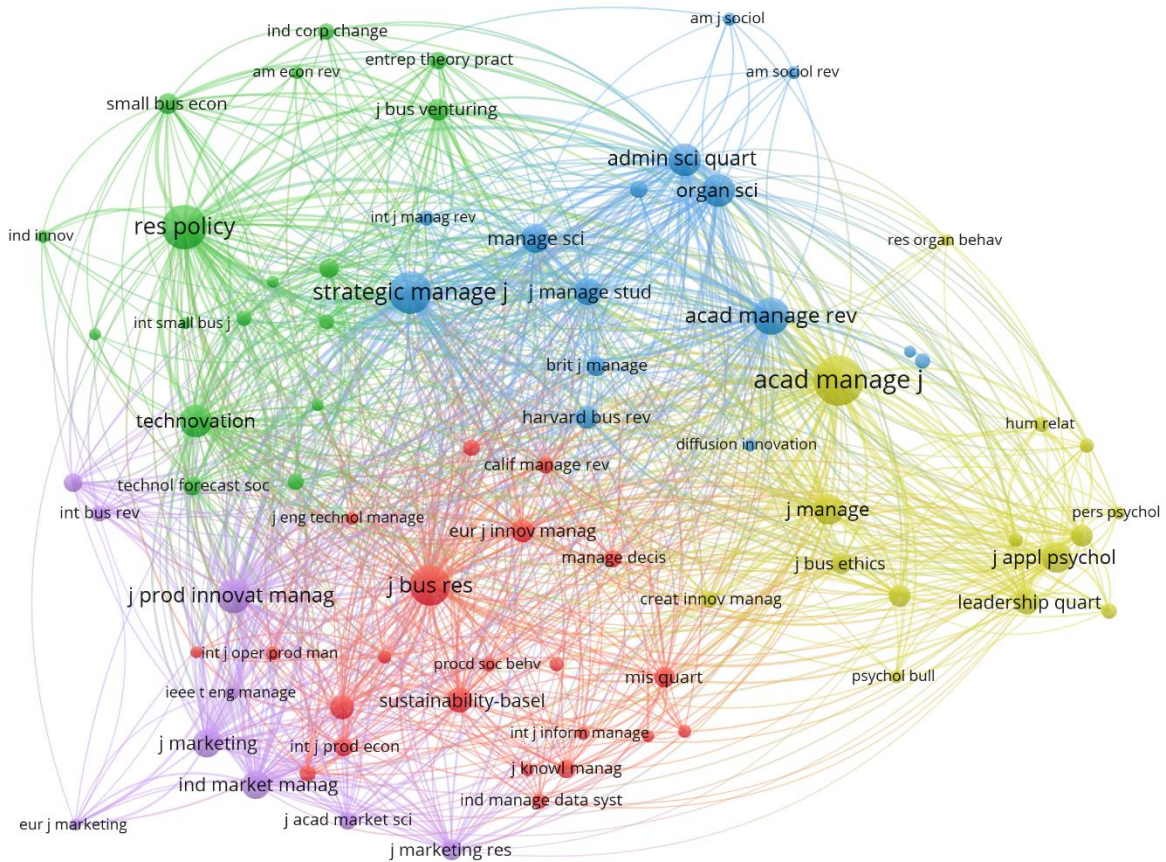 am j sociol
ind corp change
entrep theory pract
am econ rev
am sociol rev
small bus econ
j bus venturing
admin sci quart
organ sci
int j manag rev
res policy
ind innov
manage sci
res organ behav
strategic manage j
j manage stud
acad manage rev
int small bus j
brit j manage
acad manage j
harvard bus rev
technovation
hum relat
diffusion innovation
calif manage rev
technol forecast soc
int bus rev
j eng technol manage
j manage
pers psychol
eur j innov manag
manage decis
j appl psychol
j bus ethics
j bus res
j prod innovat manag
creat innov manag
leadership quart
int j oper prod man
procd soc behv
mis quart
psychol bull
ieee t eng manage
sustainability-basel
j marketing
int j prod econ
int j inform manage
j knowl manag
ind market manag
ind manage data syst
eur j marketing
j acad market sci
j marketing res